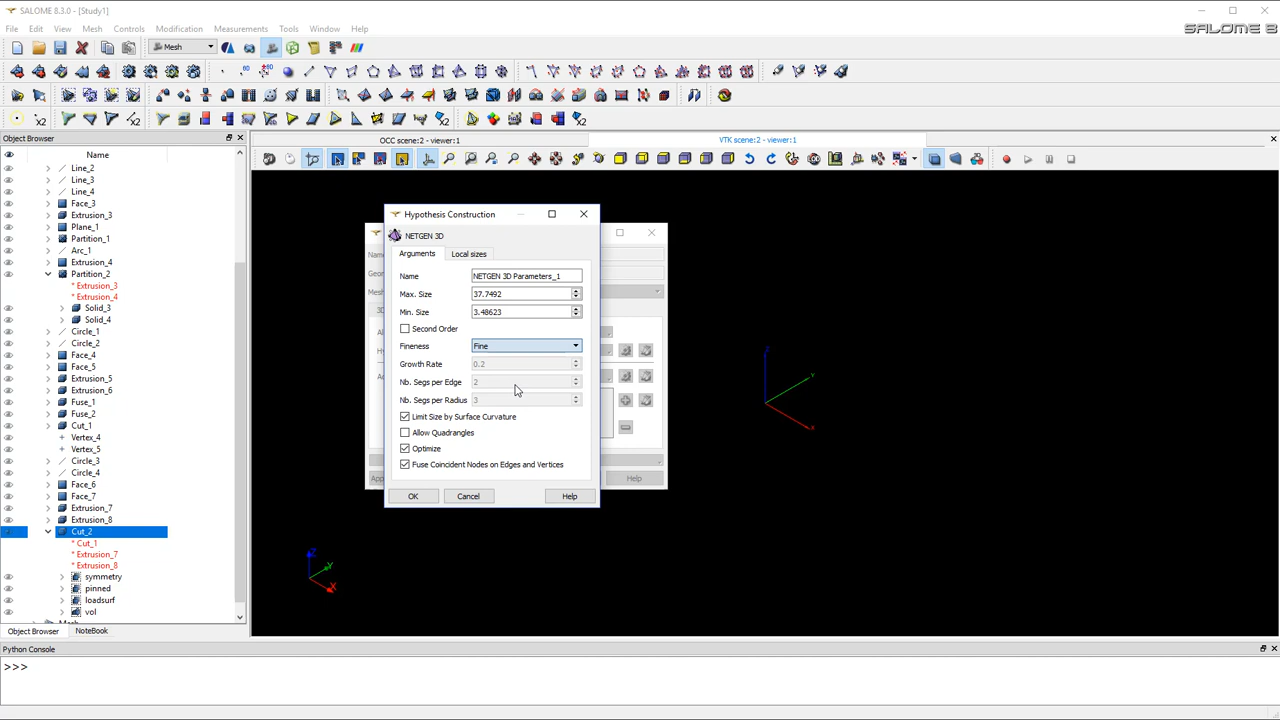 SALOME 8.3.0 - [Study1]
File Edit View Mesh Controls Modification Measurements Tools Window Help
SALOME 8
Mesh
Object Browser
OCC scene:2 - viewer:1
VTK scene:2 - viewer:1
Name
Line_2
Line_3
Line_4
Face_3
Extrusion_3
Plane_1
Partition_1
Arc_1
Extrusion_4
Partition_2
* Extrusion_3
* Extrusion_4
Solid_3
Solid_4
Circle_1
Circle_2
Face_4
Face_5
Extrusion_5
Extrusion_6
Fuse_1
Fuse_2
Cut_1
Vertex_4
Vertex_5
Circle_3
Circle_4
Face_6
Face_7
Extrusion_7
Extrusion_8
Cut_2
* Cut_1
* Extrusion_7
* Extrusion_8
symmetry
pinned
loadsurf
vol
Object Browser NoteBook
Hypothesis Construction
NETGEN 3D
Arguments Local sizes
Name NETGEN 3D Parameters_1
Max. Size 37.7492
Min. Size 3.48623
Second Order
Fineness Fine
Growth Rate 0.2
Nb. Segs per Edge 2
Nb. Segs per Radius 3
Limit Size by Surface Curvature
Allow Quadrangles
Optimize
Fuse Coincident Nodes on Edges and Vertices
OK Cancel Help
Help
Z
Y
X
Z
Y
X
Python Console
>>>